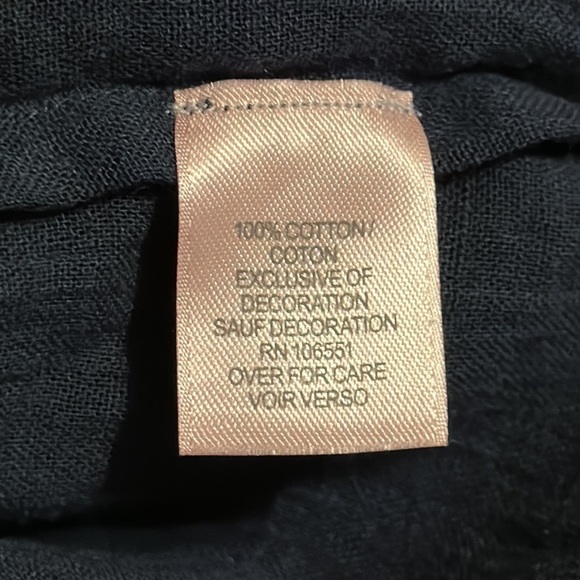 100% COTTON/
COTON
EXCLUSIVE OF
DECORATION
SAUF DECORATION
RN 106551
OVER FOR CARE
VOIR VERSO